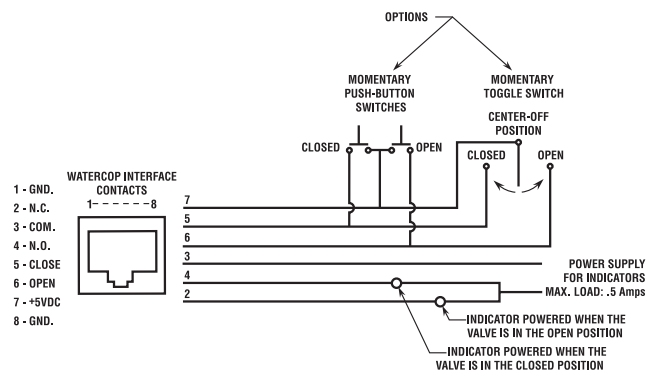 OPTIONS
MOMENTARY
PUSH-BUTTON
SWITCHES
MOMENTARY
TOGGLE SWITCH
CENTER-OFF
POSITION
CLOSED
OPEN
CLOSED
OPEN
WATERCOP INTERFACE
CONTACTS
1------8
1 - GND.
2 - N.C.
3 - COM.
4 - N.O.
5 - CLOSE
6 - OPEN
7 - +5VDC
8 - GND.
7
5
6
3
4
2
POWER SUPPLY
FOR INDICATORS
MAX. LOAD: .5 Amps
INDICATOR POWERED WHEN THE
VALVE IS IN THE OPEN POSITION
INDICATOR POWERED WHEN THE
VALVE IS IN THE CLOSED POSITION